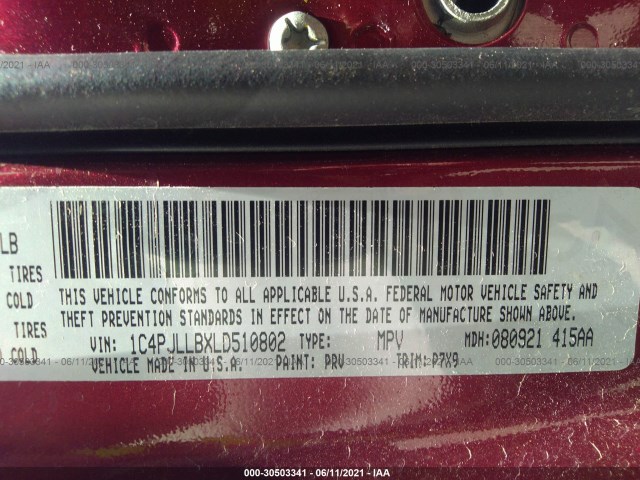 LB
TIRES
COLD
TIRES
COLD
THIS VEHICLE CONFORMS TO ALL APPLICABLE U.S.A. FEDERAL MOTOR VEHICLE SAFETY AND
THEFT PREVENTION STANDARDS IN EFFECT ON THE DATE OF MANUFACTURE SHOWN ABOVE.
VIN: 1C4PJLLBXLD510802 TYPE: MPV MDH: 080921 415AA
VEHICLE MADE IN U.S.A. PAINT: PRV TRIM: P7X9
000-30503341 - 06/11/2021 - IAA